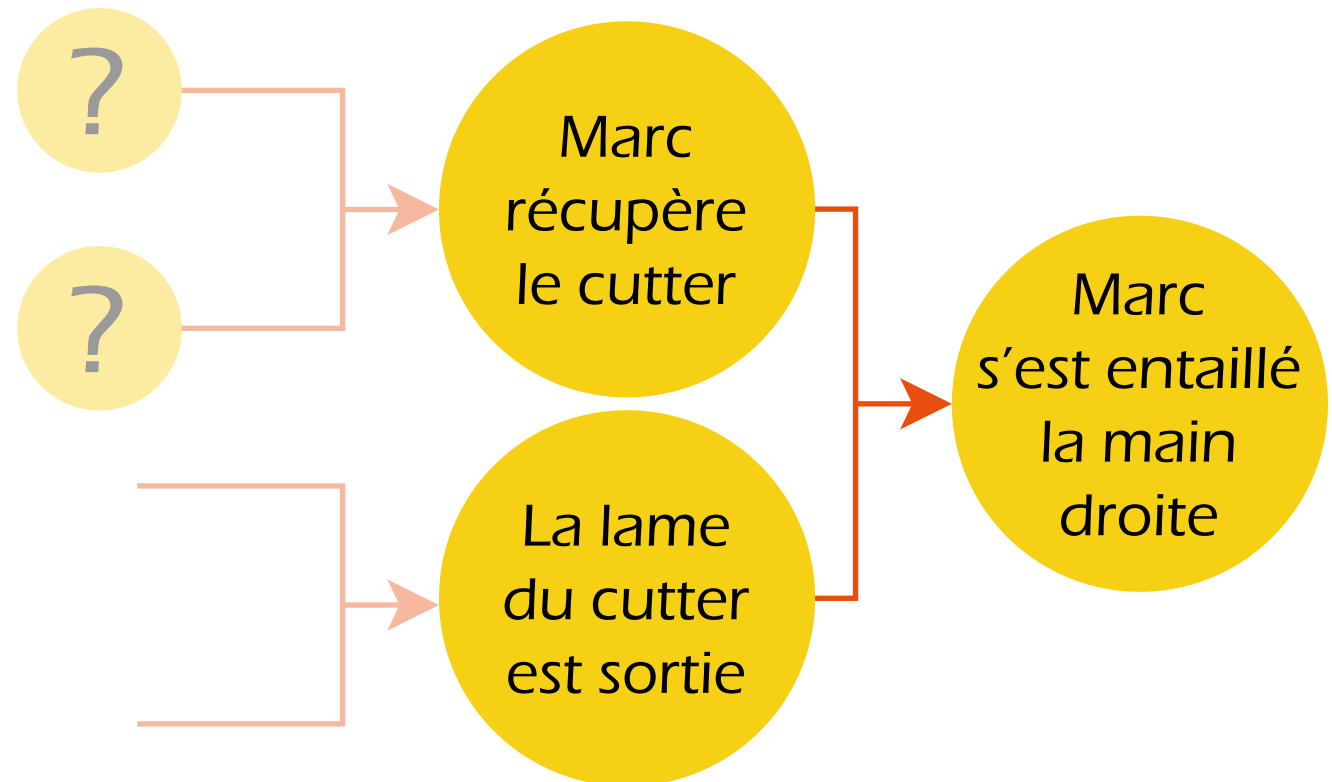 ?
?
Marc
récupère
le cutter
La lame
du cutter
est sortie
Marc
s'est entaillé
la main
droite